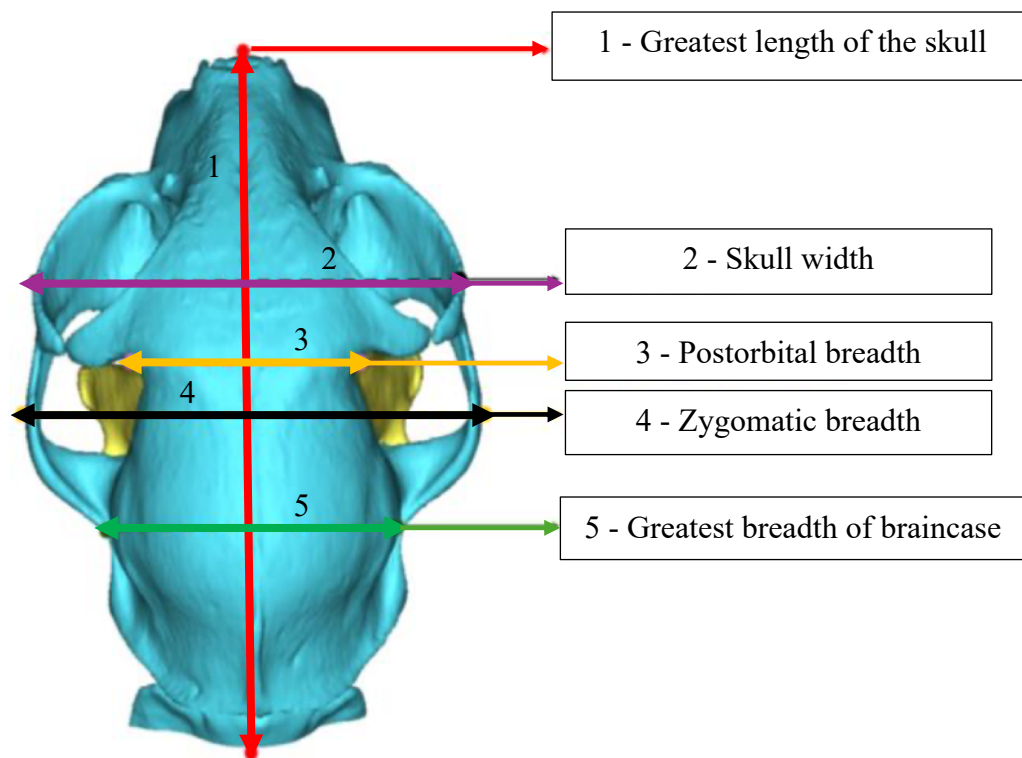 1 - Greatest length of the skull
1
2
2 - Skull width
3
3 - Postorbital breadth
4
4 - Zygomatic breadth
5
5 - Greatest breadth of braincase